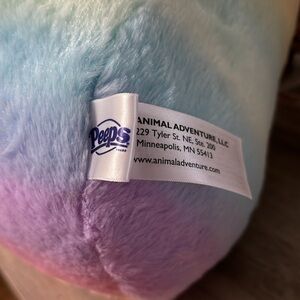 Peeps
ANIMAL ADVENTURE, LLC
229 Tyler St. NE, Ste. 200
Minneapolis, MN 55413
www.animaladventure.com